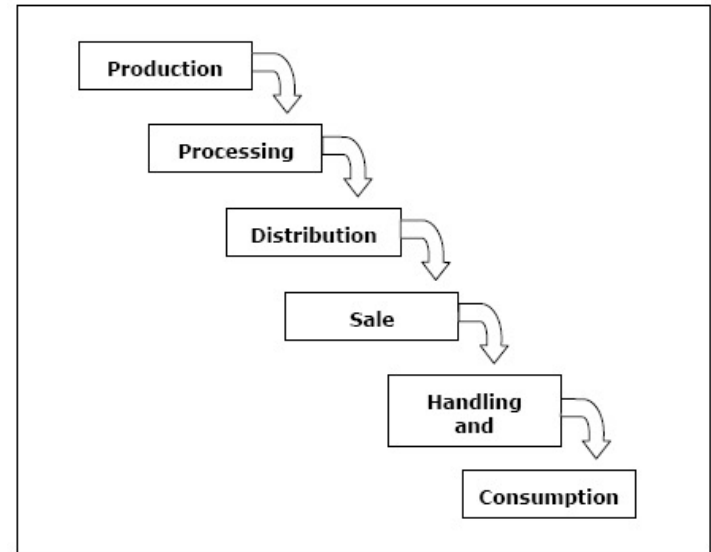 Production
Processing
Distribution
Sale
Handling
and
Consumption